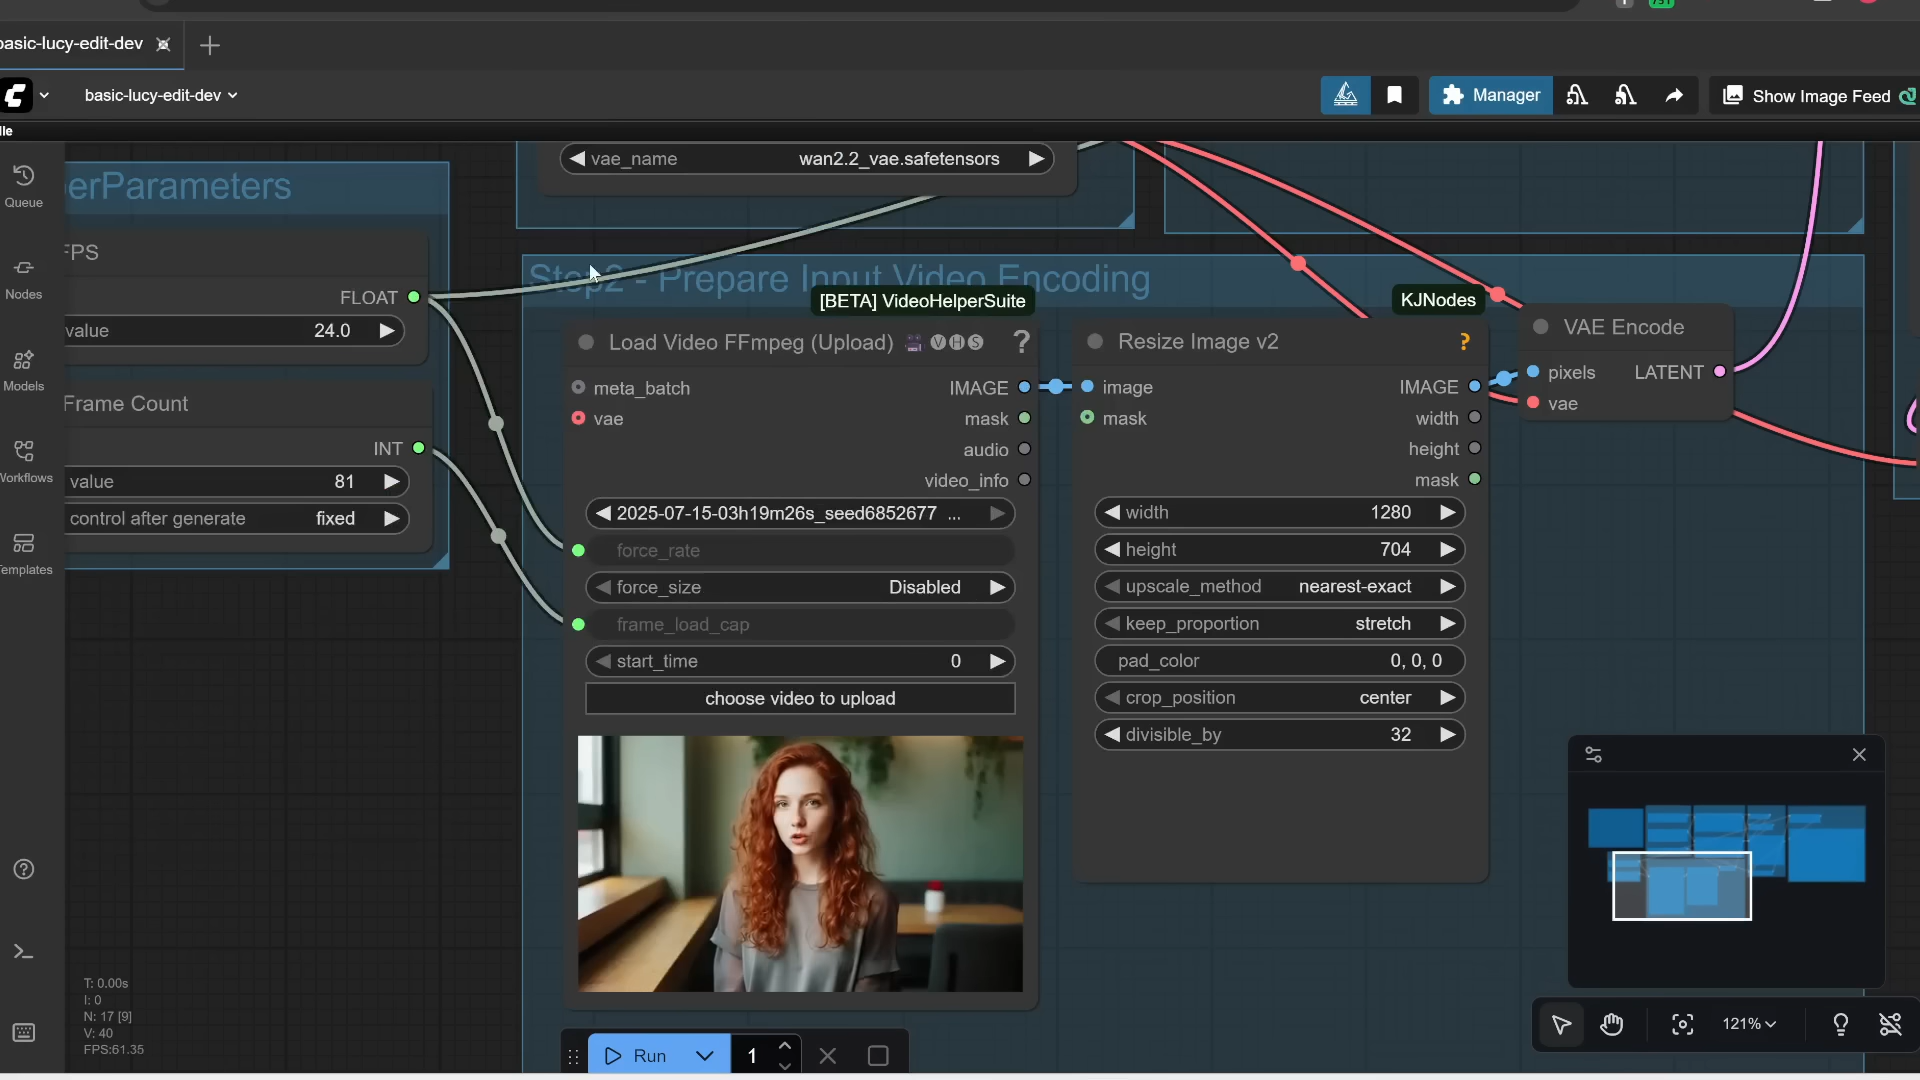 basic-lucy-edit-dev
basic-lucy-edit-dev
Manager
Show Image Feed
dle
Queue
Nodes
Models
Workflows
Templates
erParameters
FPS
FLOAT
value 24.0
Frame Count
INT
value 81
control after generate fixed
vae_name wan2.2_vae.safetensors
Step2 - Prepare Input Video Encoding
[BETA] VideoHelperSuite
Load Video FFmpeg (Upload) V H S ?
meta_batch IMAGE
vae mask
audio
video_info
2025-07-15-03h19m26s_seed6852677 ...
force_rate
force_size Disabled
frame_load_cap
start_time 0
choose video to upload
KJNodes
Resize Image v2 ?
image IMAGE
mask width
height
mask
width 1280
height 704
upscale_method nearest-exact
keep_proportion stretch
pad_color 0, 0, 0
crop_position center
divisible_by 32
VAE Encode
pixels LATENT
vae
T: 0.00s
I: 0
N: 17 [9]
V: 40
FPS:61.35
Run 1
121%